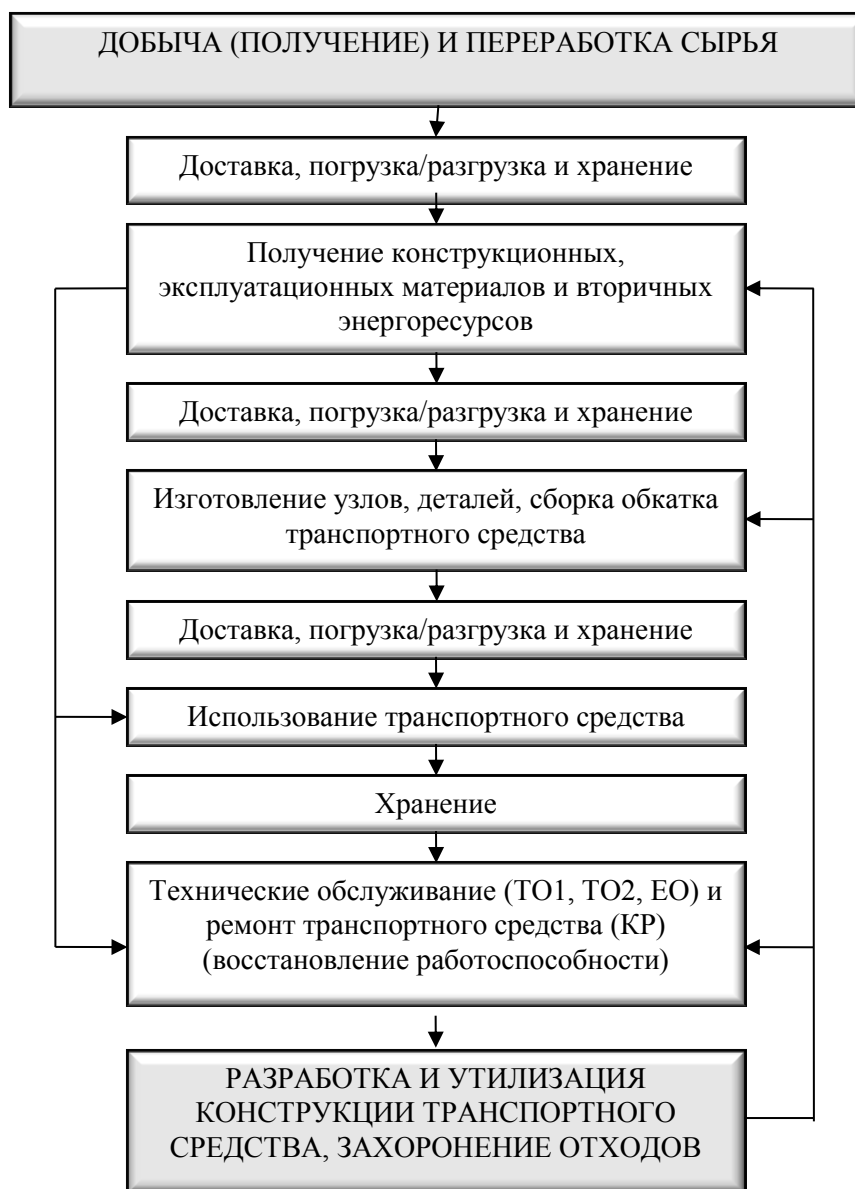 ДОБЫЧА (ПОЛУЧЕНИЕ) И ПЕРЕРАБОТКА СЫРЬЯ
Доставка, погрузка/разгрузка и хранение
Получение конструкционных,
эксплуатационных материалов и вторичных
энергоресурсов
Доставка, погрузка/разгрузка и хранение
Изготовление узлов, деталей, сборка обкатка
транспортного средства
Доставка, погрузка/разгрузка и хранение
Использование транспортного средства
Хранение
Технические обслуживание (ТО1, ТО2, ЕО) и
ремонт транспортного средства (КР)
(восстановление работоспособности)
РАЗРАБОТКА И УТИЛИЗАЦИЯ
КОНСТРУКЦИИ ТРАНСПОРТНОГО
СРЕДСТВА, ЗАХОРОНЕНИЕ ОТХОДОВ